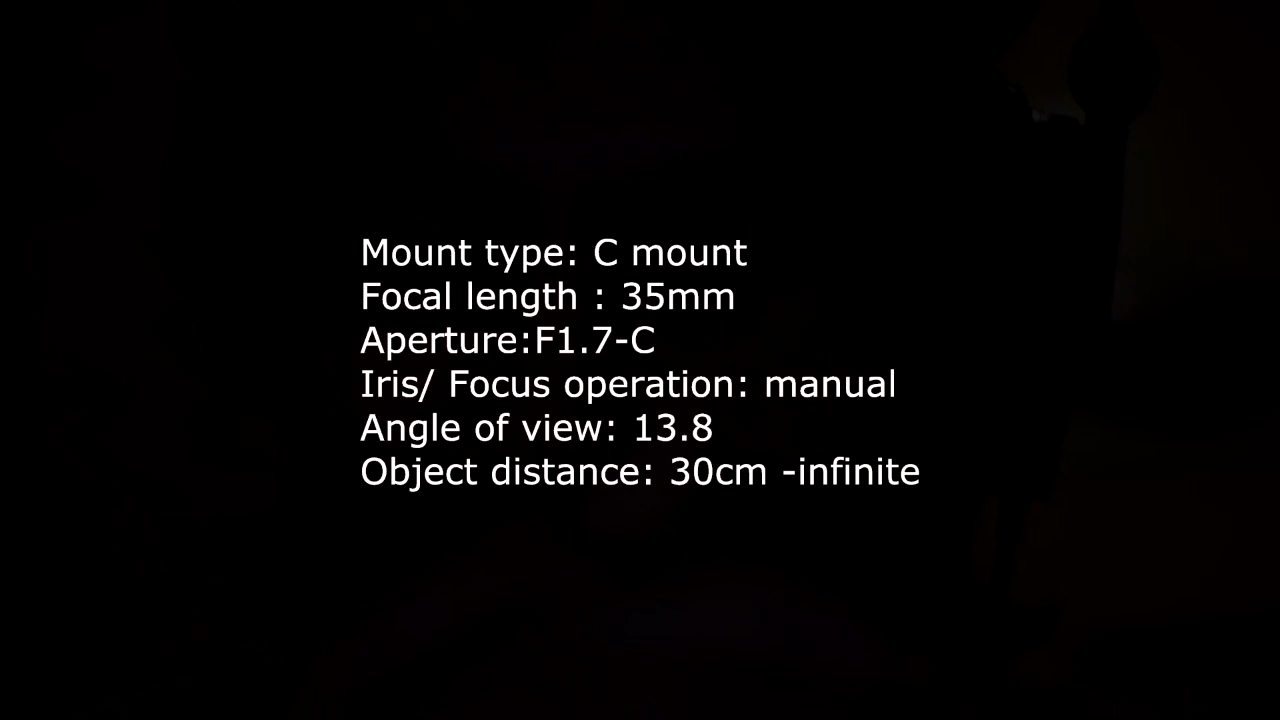 Mount type: C mount
Focal length : 35mm
Aperture:F1.7-C
Iris/ Focus operation: manual
Angle of view: 13.8
Object distance: 30cm -infinite